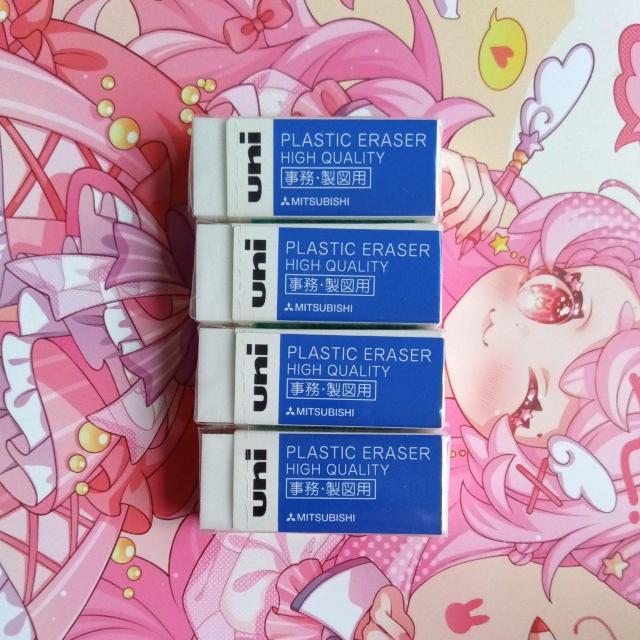 uni
PLASTIC ERASER
HIGH QUALITY
事務・製図用
MITSUBISHI
uni
PLASTIC ERASER
HIGH QUALITY
事務・製図用
MITSUBISHI
uni
PLASTIC ERASER
HIGH QUALITY
事務・製図用
MITSUBISHI
uni
PLASTIC ERASER
HIGH QUALITY
事務・製図用
MITSUBISHI